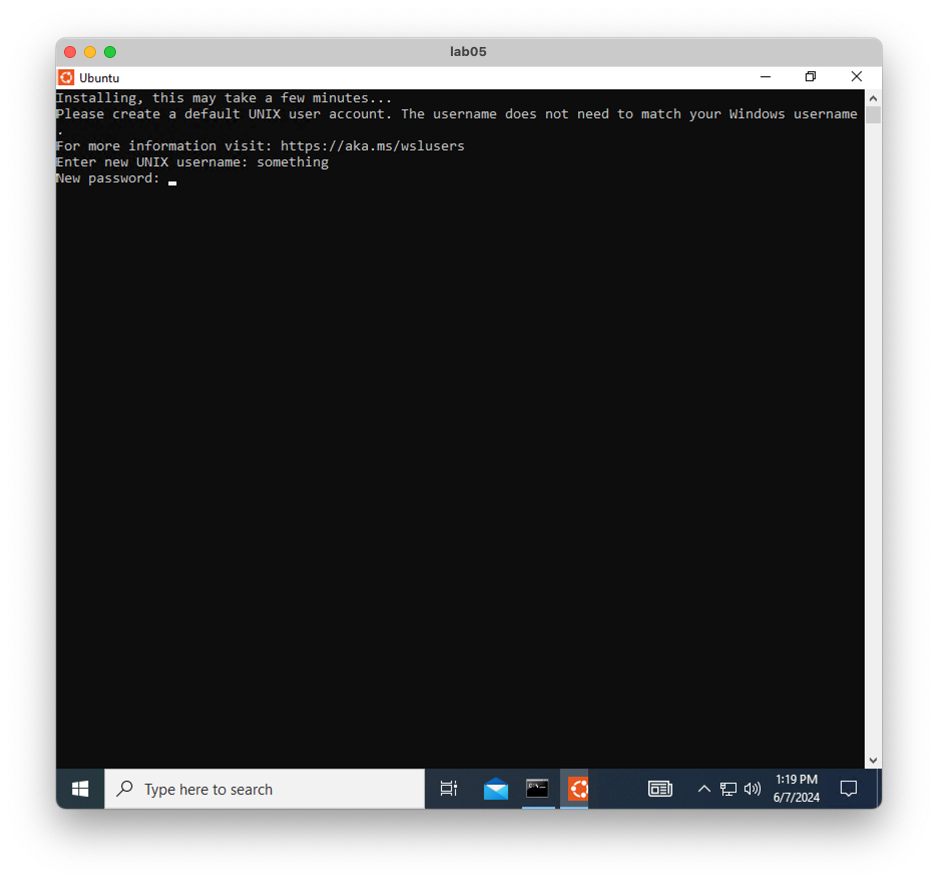 lab05
Ubuntu
Installing, this may take a few minutes...
Please create a default UNIX user account. The username does not need to match your Windows username
.
For more information visit: https://aka.ms/wslusers
Enter new UNIX username: something
New password:
Type here to search
1:19 PM
6/7/2024